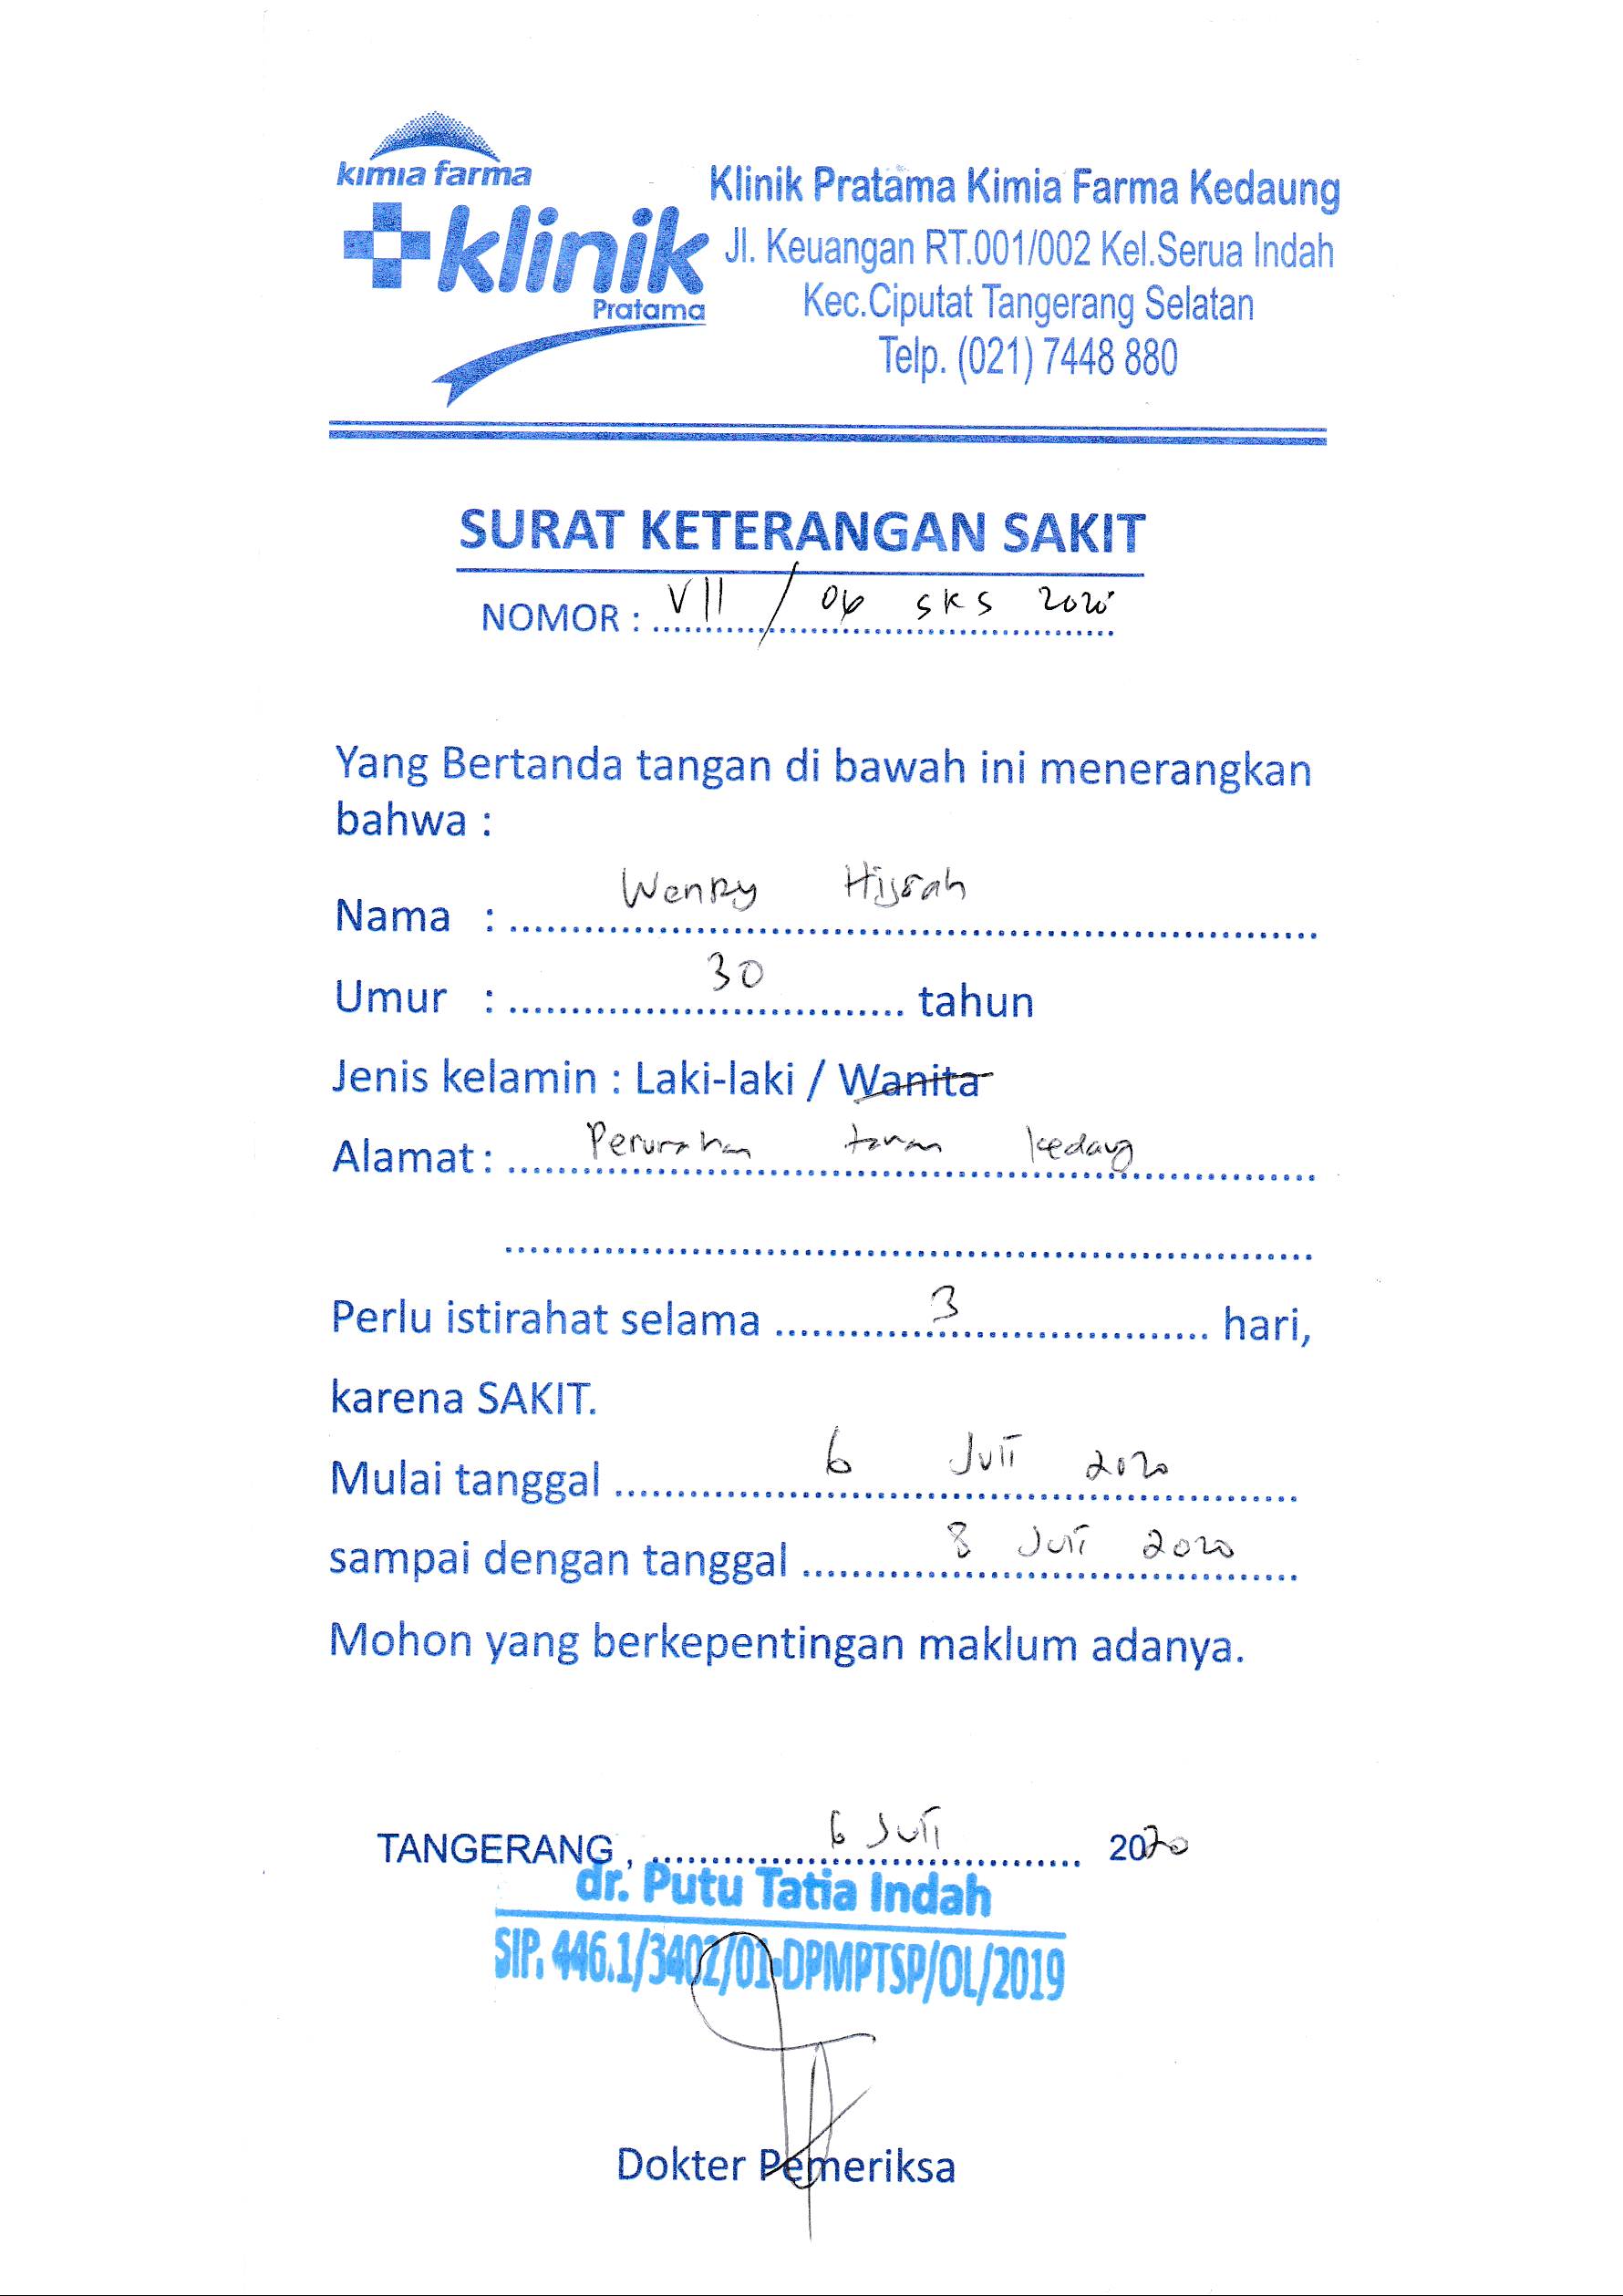 kimia farma
klinik
Pratama
Klinik Pratama Kimia Farma Kedaung
Jl. Keuangan RT.001/002 Kel.Serua Indah
Kec.Ciputat Tangerang Selatan
Telp. (021) 7448 880
SURAT KETERANGAN SAKIT
NOMOR : VII / 06 SKS 2020
Yang Bertanda tangan di bawah ini menerangkan
bahwa :
Nama : Hijrah
Umur : 30 tahun
Jenis kelamin : Laki-laki / Wanita
Alamat : Kedaung
Perlu istirahat selama 3 hari,
karena SAKIT.
Mulai tanggal 6 Juli 2020
sampai dengan tanggal 8 Juli 2020
Mohon yang berkepentingan maklum adanya.
TANGERANG , 6 Juli 2020
dr. Putu Tatia Indah
SIP. 446.1/3402/01-DPMPTSP/OL/2019
Dokter Pemeriksa